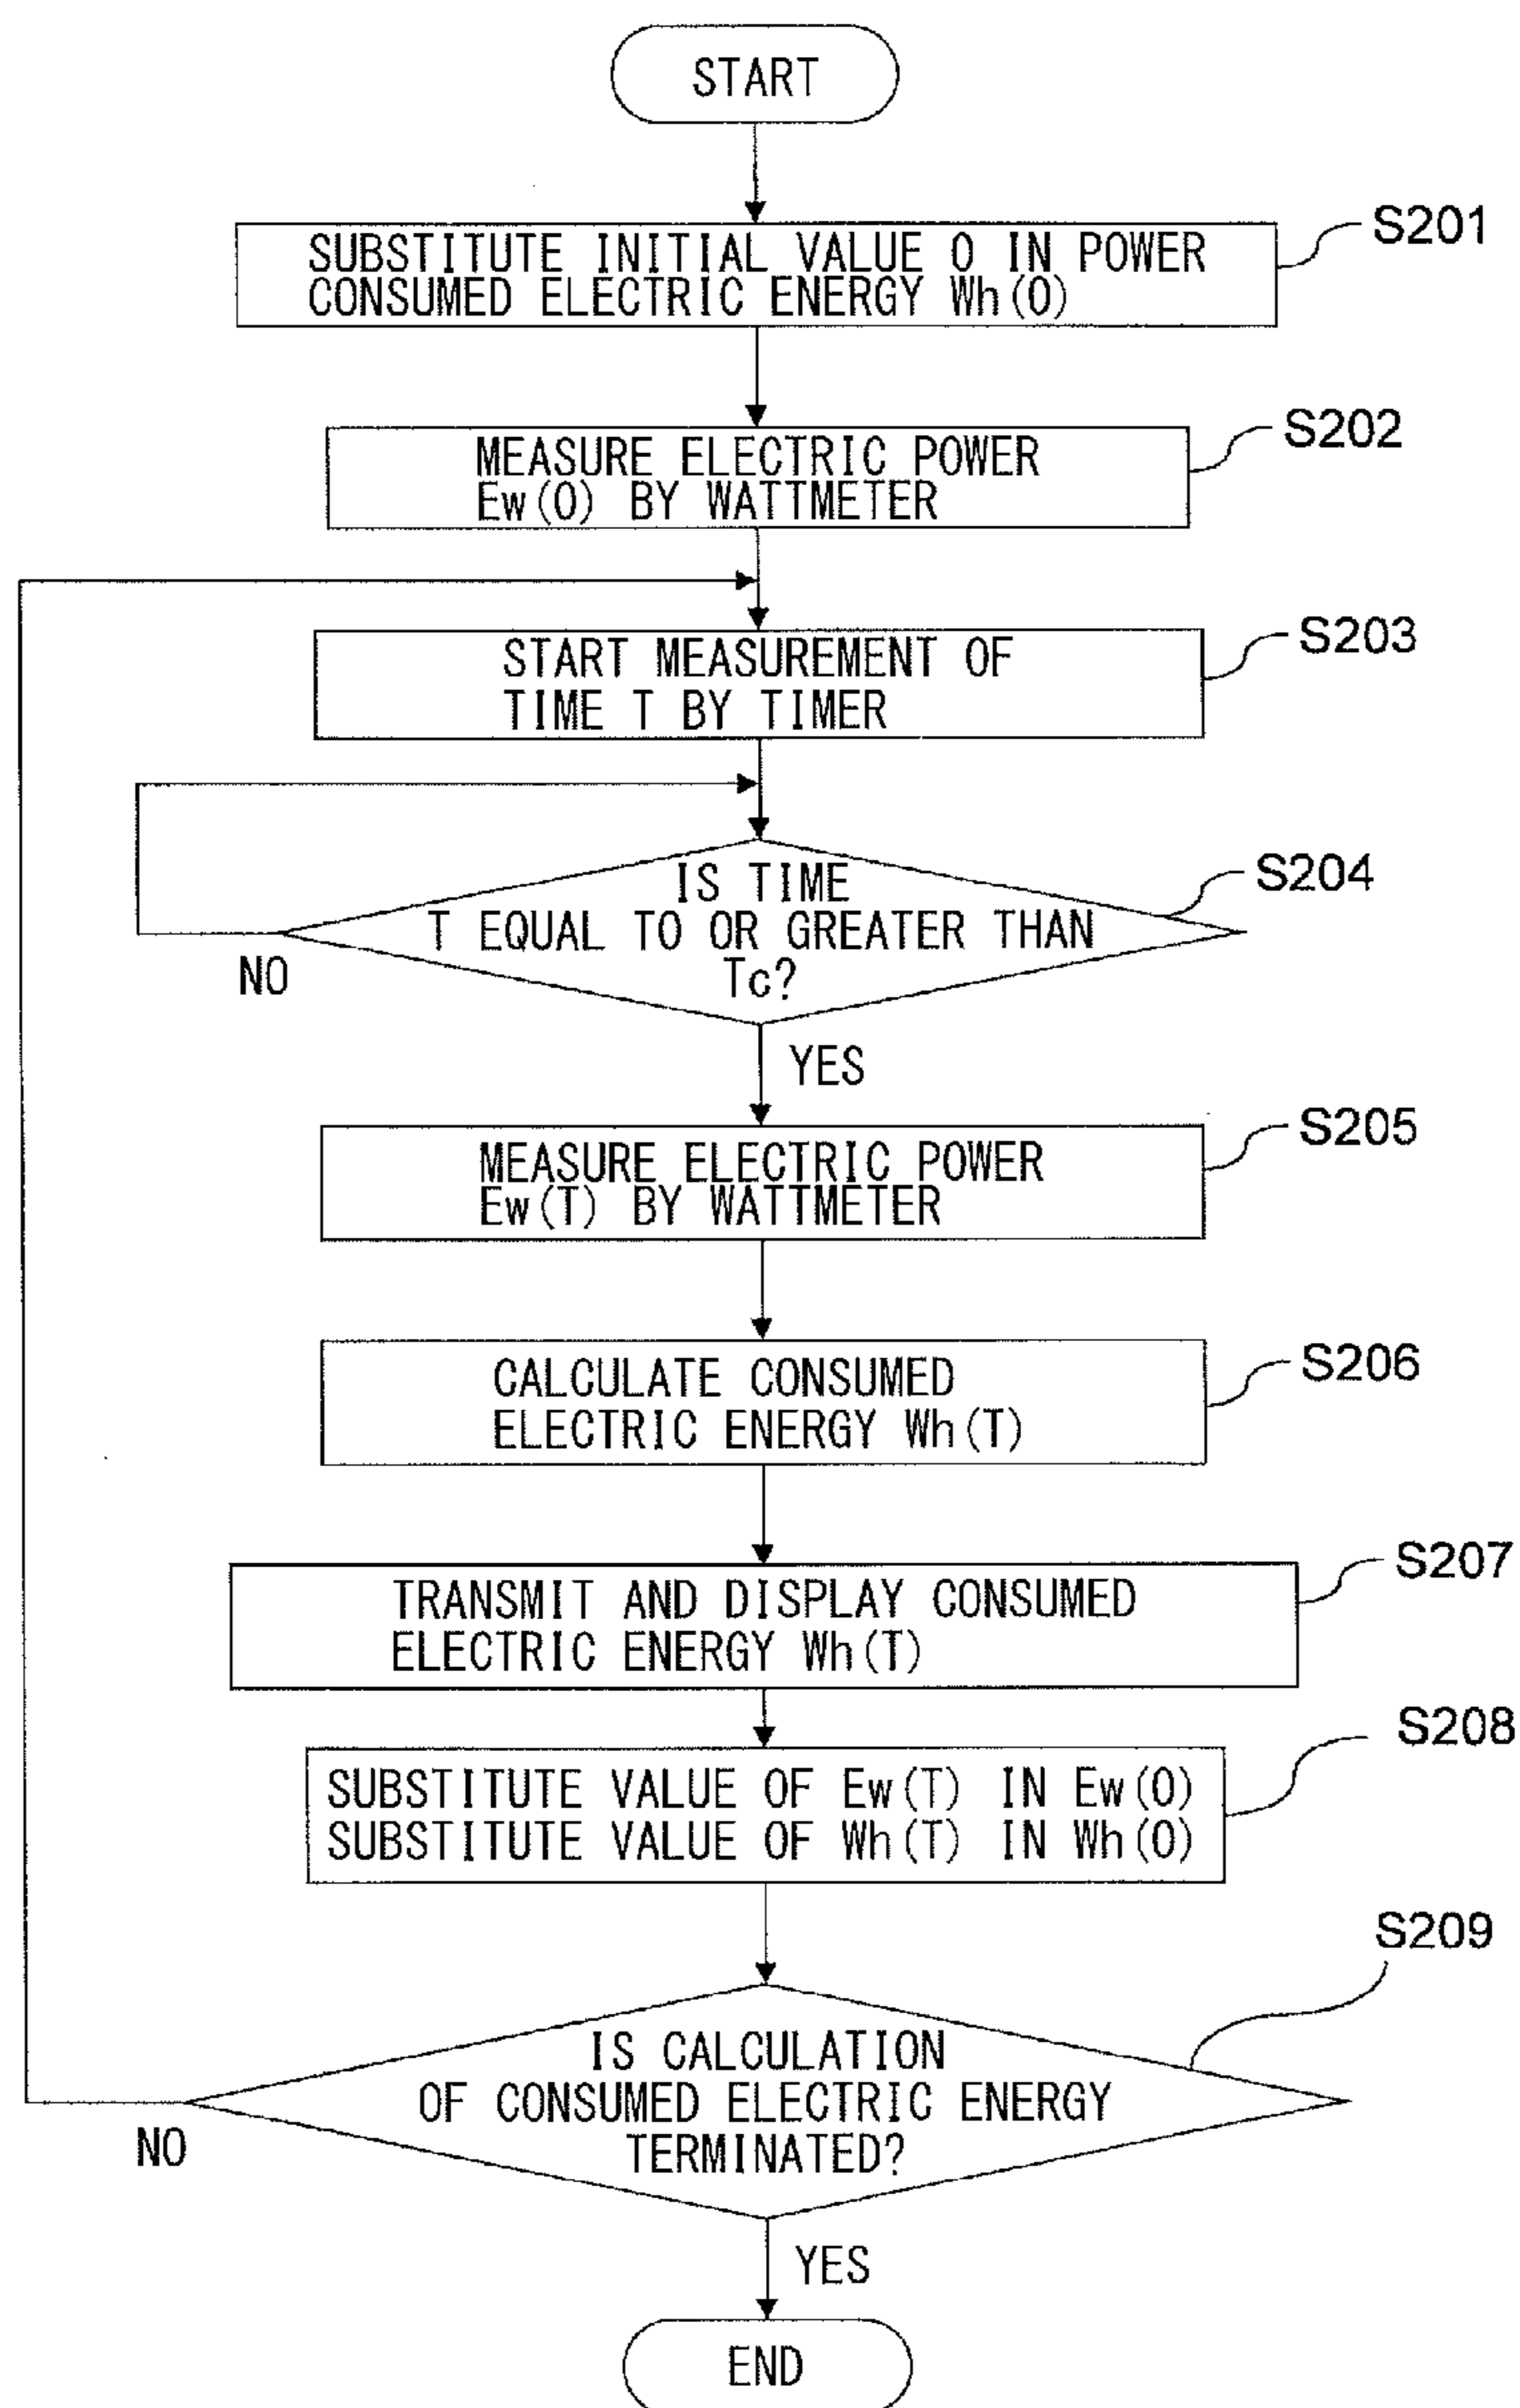 START
S201
SUBSTITUTE INITIAL VALUE 0 IN POWER
CONSUMED ELECTRIC ENERGY Wh(0)
S202
MEASURE ELECTRIC POWER
Ew(0) BY WATTMETER
S203
START MEASUREMENT OF
TIME T BY TIMER
S204
IS TIME
T EQUAL TO OR GREATER THAN
Tc?
NO
YES
S205
MEASURE ELECTRIC POWER
Ew(T) BY WATTMETER
S206
CALCULATE CONSUMED
ELECTRIC ENERGY Wh(T)
S207
TRANSMIT AND DISPLAY CONSUMED
ELECTRIC ENERGY Wh(T)
S208
SUBSTITUTE VALUE OF Ew(T) IN Ew(0)
SUBSTITUTE VALUE OF Wh(T) IN Wh(0)
S209
IS CALCULATION
OF CONSUMED ELECTRIC ENERGY
TERMINATED?
NO
YES
END